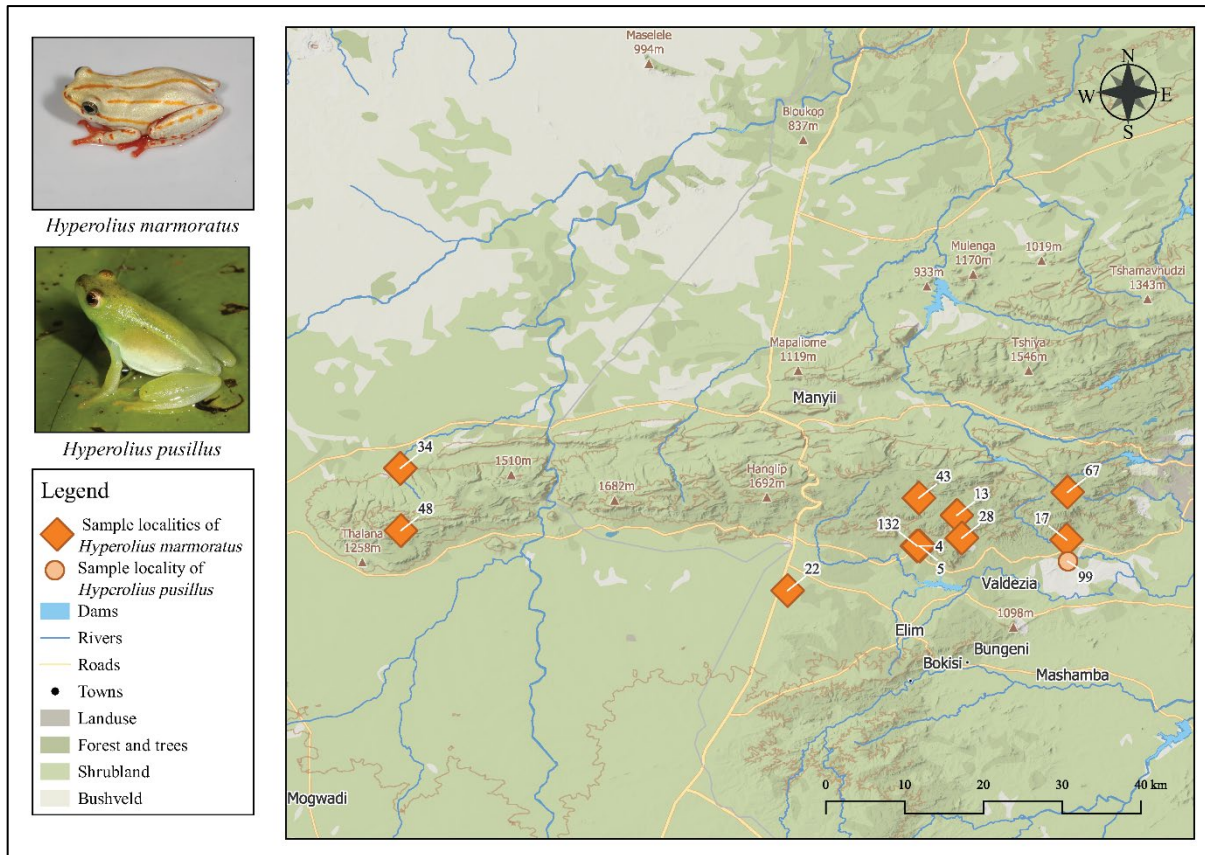 Hyperolius marmoratus
Hyperolius pusillus
Legend
Sample localities of
Hyperolius marmoratus
Sample locality of
Hyperolius pusillus
Dams
Rivers
Roads
Towns
Landuse
Forest and trees
Shrubland
Bushveld
Maselele
994m
N
W
E
S
Bloukop
837m
Mulenga
1170m
1019m
933m
Tshamavhudzi
1343m
Mapaliome
1119m
Tshiya
1546m
Manyii
34
1510m
1682m
Hanglip
1692m
43
13
67
48
Thalana
1258m
132
28
17
4
5
22
99
Valdezia
1098m
Elim
Bungeni
Bokisi
Mashamba
Mogwadi
0
10
20
30
40 km